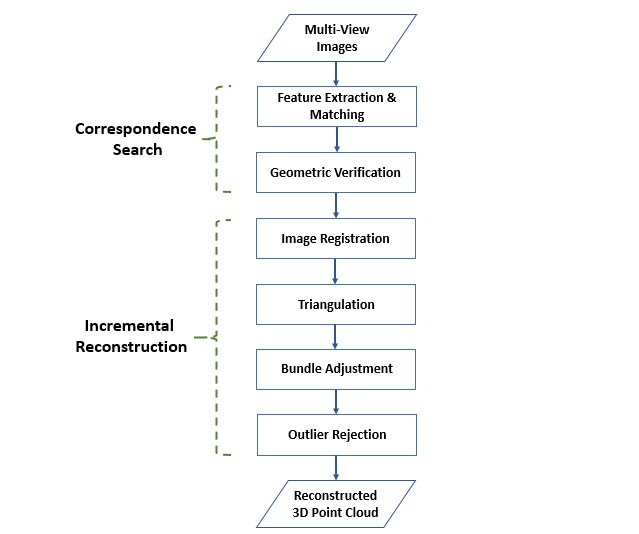 Multi-View
Images
Feature Extraction &
Matching
Correspondence
Search
Geometric Verification
Image Registration
Triangulation
Incremental
Reconstruction
Bundle Adjustment
Outlier Rejection
Reconstructed
3D Point Cloud